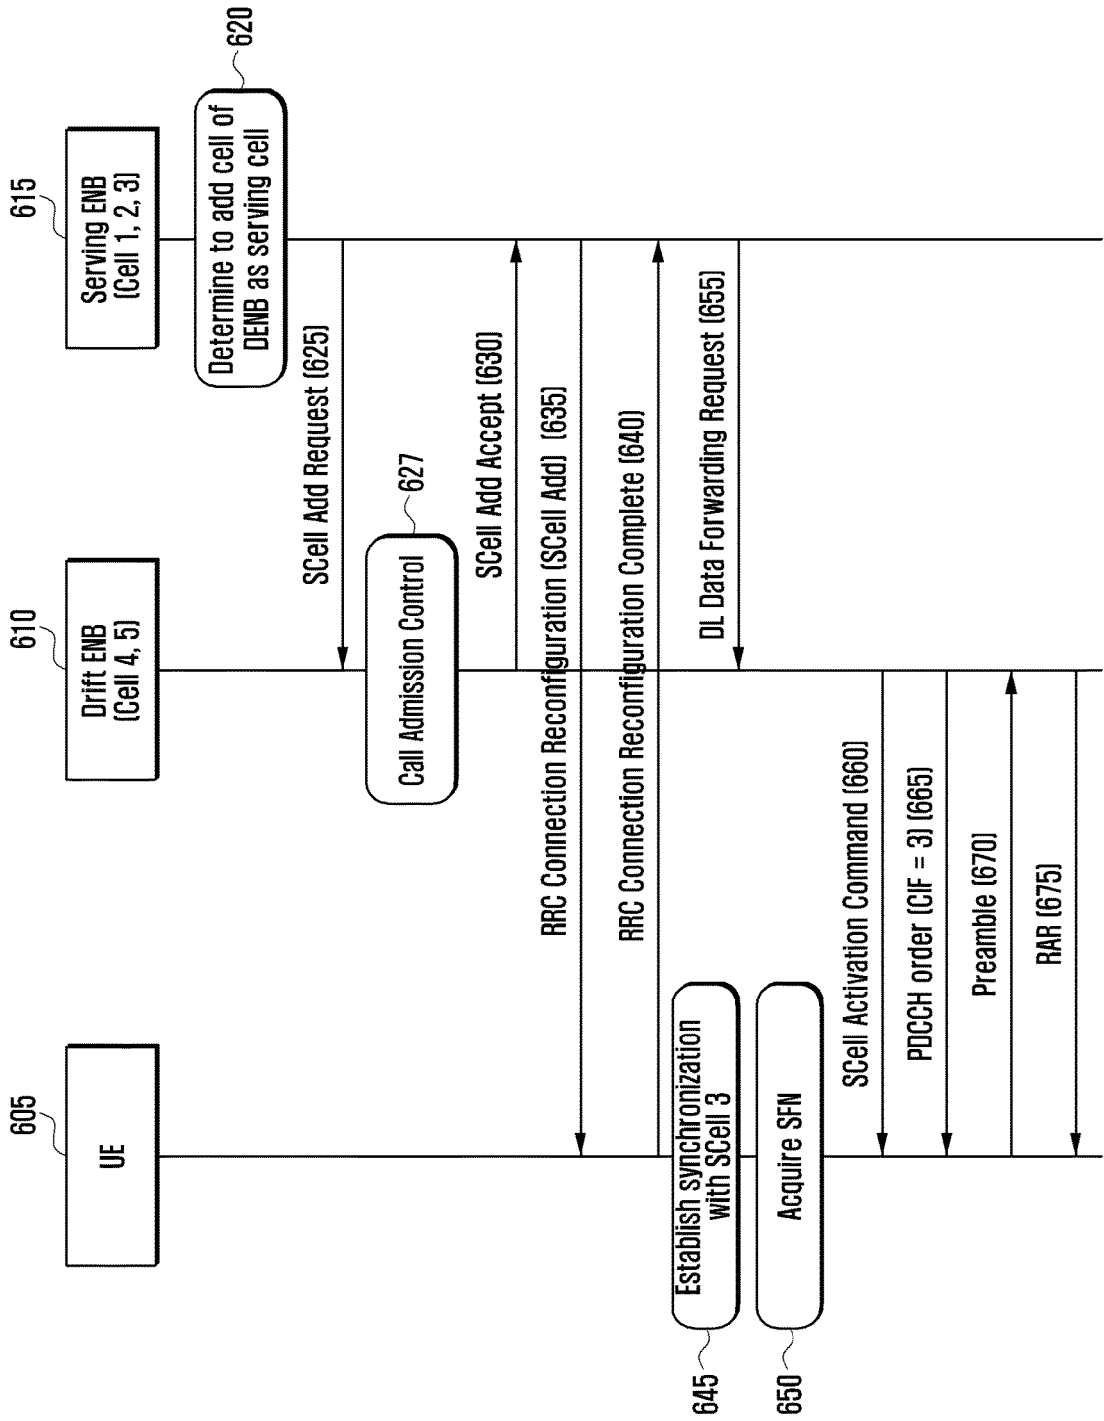 605
610
615
UE
Drift ENB
(Cell 4, 5)
Serving ENB
(Cell 1, 2, 3)
620
Determine to add cell of
DENB as serving cell
SCell Add Request (625)
627
Call Admission Control
SCell Add Accept (630)
RRC Connection Reconfiguration (SCell Add) (635)
RRC Connection Reconfiguration Complete (640)
645
Establish synchronization
with SCell 3
DL Data Forwarding Request (655)
650
Acquire SFN
SCell Activation Command (660)
PDCCH order (CIF = 3) (665)
Preamble (670)
RAR (675)